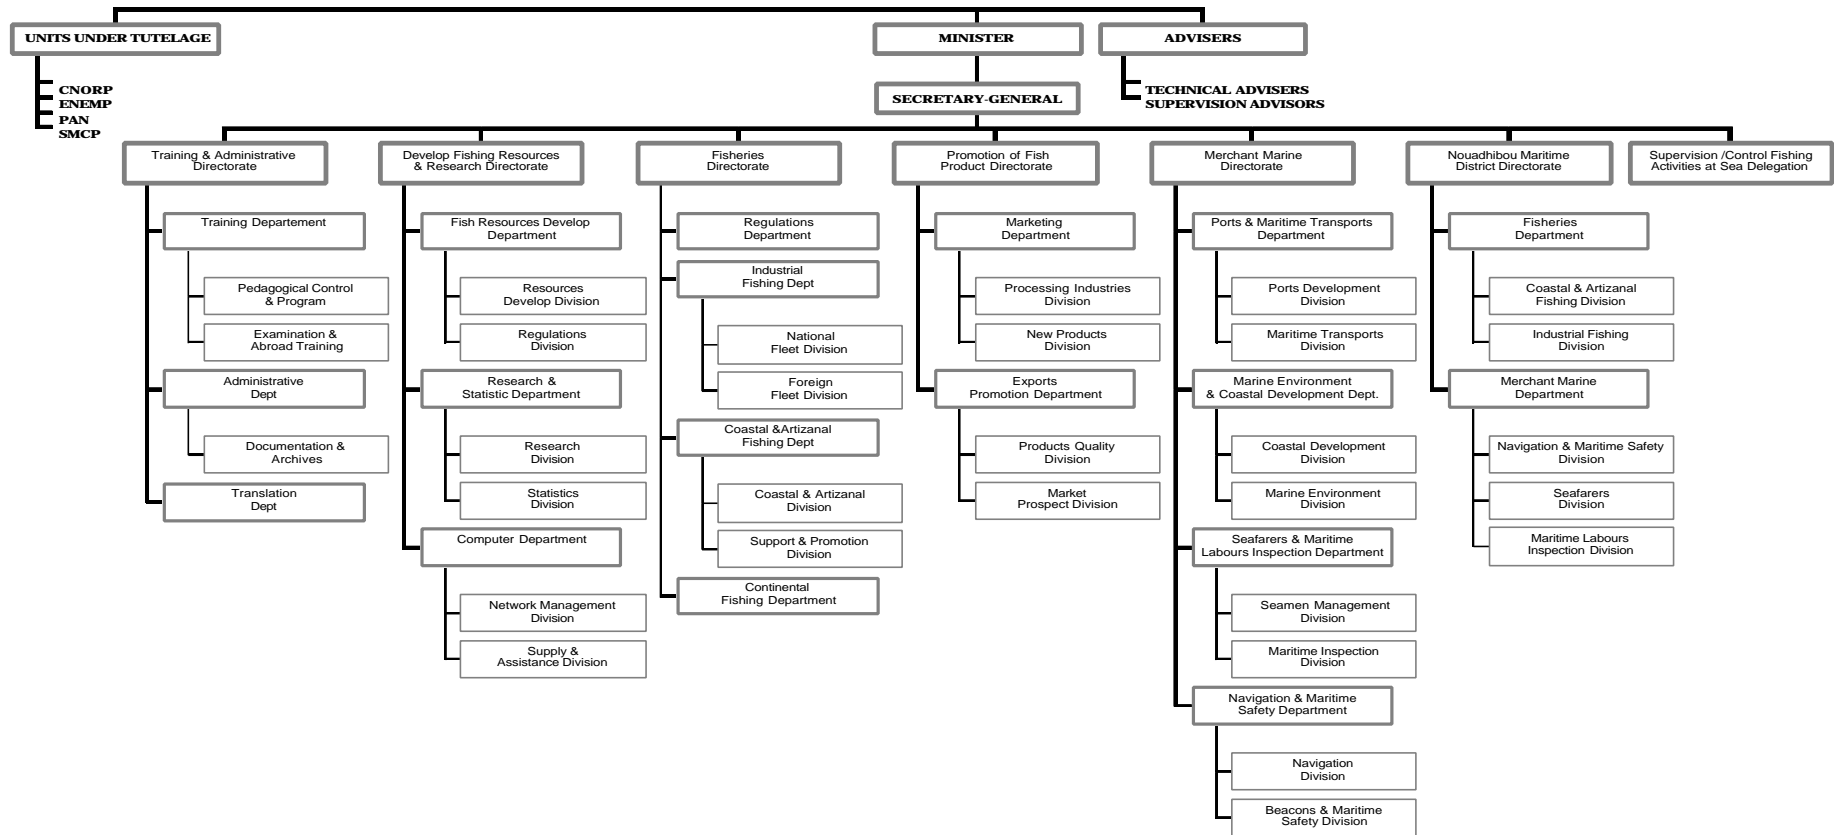 UNITS UNDER TUTELAGE
MINISTER
ADVISERS
CNORP
ENEMP
PAN
SMCP
SECRETARY-GENERAL
TECHNICAL ADVISERS
SUPERVISION ADVISORS
Training & Administrative
Directorate
Training Departement
Pedagogical Control
& Program
Examination &
Abroad Training
Administrative
Dept
Documentation &
Archives
Translation
Dept
Develop Fishing Resources
& Research Directorate
Fish Resources Develop
Department
Resources
Develop Division
Regulations
Division
Research &
Statistic Department
Research
Division
Statistics
Division
Computer Department
Network Management
Division
Supply &
Assistance Division
Fisheries
Directorate
Regulations
Department
Industrial
Fishing Dept
National
Fleet Division
Foreign
Fleet Division
Coastal &Artizanal
Fishing Dept
Coastal & Artizanal
Division
Support & Promotion
Division
Continental
Fishing Department
Promotion of Fish
Product Directorate
Marketing
Department
Processing Industries
Division
New Products
Division
Exports
Promotion Department
Products Quality
Division
Market
Prospect Division
Merchant Marine
Directorate
Ports & Maritime Transports
Department
Ports Development
Division
Maritime Transports
Division
Marine Environment
& Coastal Development Dept.
Coastal Development
Division
Marine Environment
Division
Seafarers & Maritime
Labours Inspection Department
Seamen Management
Division
Maritime Inspection
Division
Navigation & Maritime
Safety Department
Navigation
Division
Beacons & Maritime
Safety Division
Nouadhibou Maritime
District Directorate
Fisheries
Department
Coastal & Artizanal
Fishing Division
Industrial Fishing
Division
Merchant Marine
Department
Navigation & Maritime Safety
Division
Seafarers
Division
Maritime Labours
Inspection Division
Supervision /Control Fishing
Activities at Sea Delegation